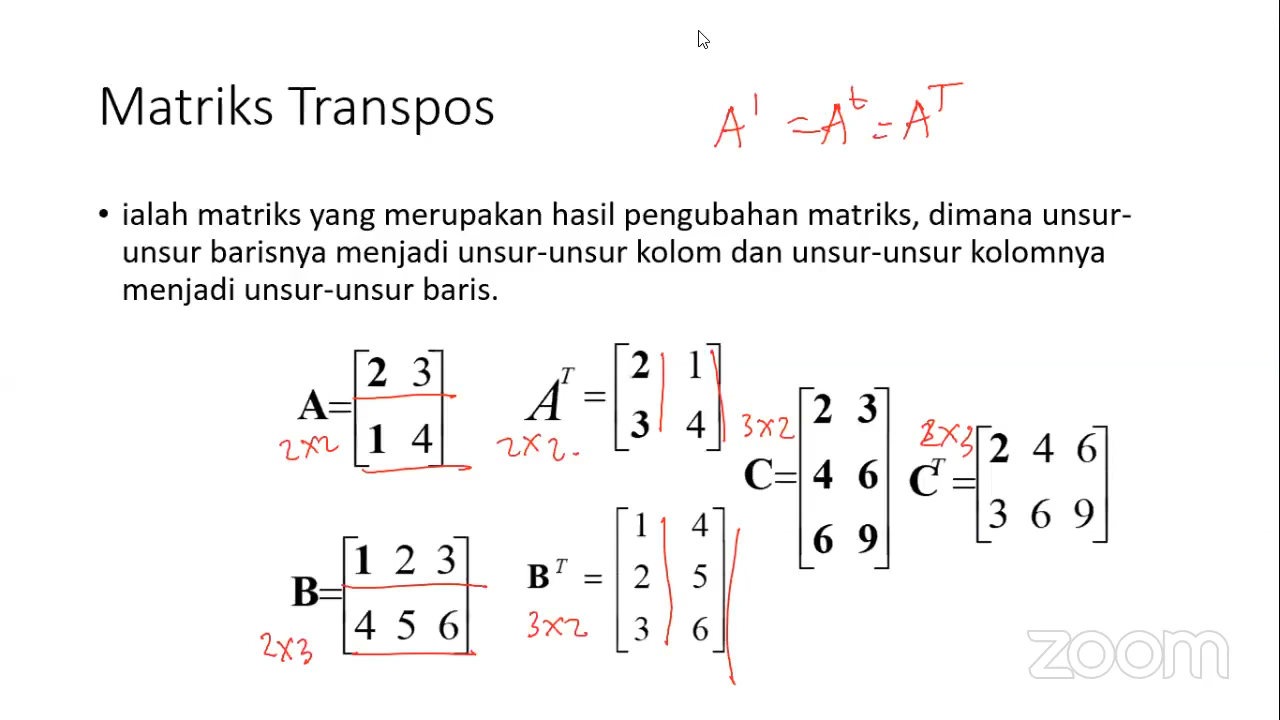 Matriks Transpos
A' = A^t = A^T
• ialah matriks yang merupakan hasil pengubahan matriks, dimana unsur-
unsur barisnya menjadi unsur-unsur kolom dan unsur-unsur kolomnya
menjadi unsur-unsur baris.
A= [2 3
1 4]
2x2
A^T = [2 1
3 4]
2x2.
B= [1 2 3
4 5 6]
2x3
B^T = [1 4
2 5
3 6]
3x2
3x2
C= [2 3
4 6
6 9]
2x3
C^T = [2 4 6
3 6 9]
zoom